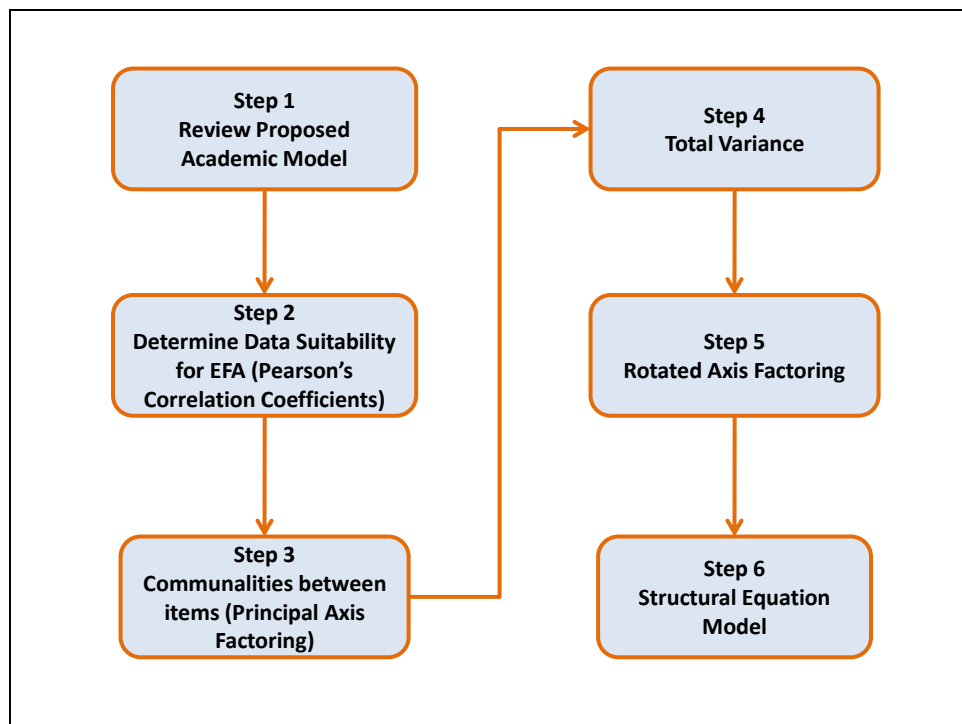 Step 1
Review Proposed
Academic Model
Step 2
Determine Data Suitability
for EFA (Pearson’s
Correlation Coefficients)
Step 3
Communalities between
items (Principal Axis
Factoring)
Step 4
Total Variance
Step 5
Rotated Axis Factoring
Step 6
Structural Equation
Model